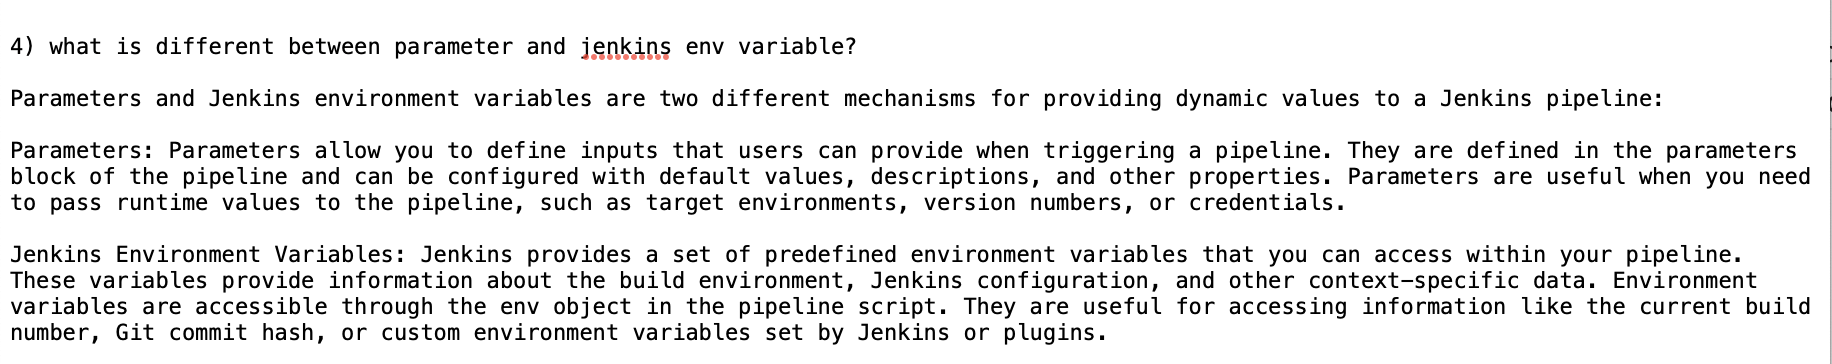 4) what is different between parameter and jenkins env variable?
Parameters and Jenkins environment variables are two different mechanisms for providing dynamic values to a Jenkins pipeline:
Parameters: Parameters allow you to define inputs that users can provide when triggering a pipeline. They are defined in the parameters
block of the pipeline and can be configured with default values, descriptions, and other properties. Parameters are useful when you need
to pass runtime values to the pipeline, such as target environments, version numbers, or credentials.
Jenkins Environment Variables: Jenkins provides a set of predefined environment variables that you can access within your pipeline.
These variables provide information about the build environment, Jenkins configuration, and other context-specific data. Environment
variables are accessible through the env object in the pipeline script. They are useful for accessing information like the current build
number, Git commit hash, or custom environment variables set by Jenkins or plugins.